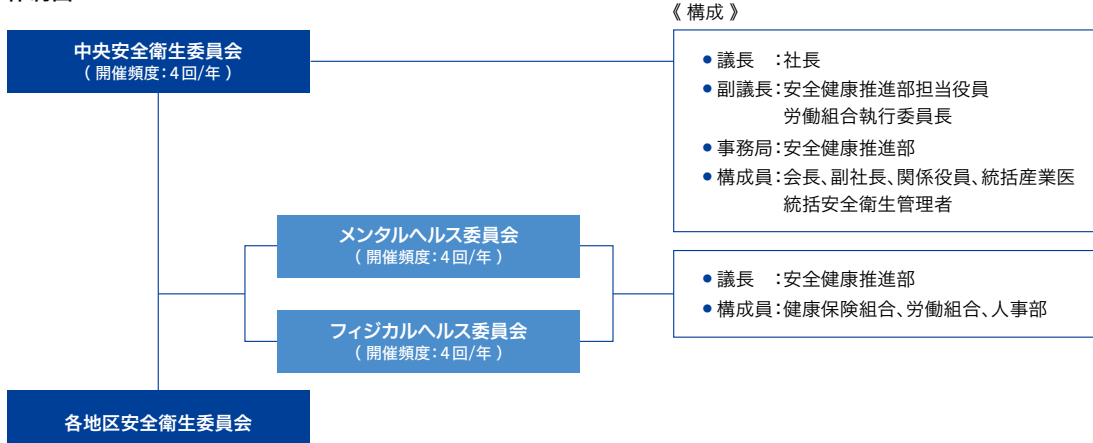 《 構成 》
中央安全衛生委員会
（ 開催頻度：4回/年 ）
● 議長　：社長
● 副議長：安全健康推進部担当役員
労働組合執行委員長
● 事務局：安全健康推進部
● 構成員：会長、副社長、関係役員、統括産業医
統括安全衛生管理者
メンタルヘルス委員会
（ 開催頻度：4回/年 ）
フィジカルヘルス委員会
（ 開催頻度：4回/年 ）
● 議長　：安全健康推進部
● 構成員：健康保険組合、労働組合、人事部
各地区安全衛生委員会